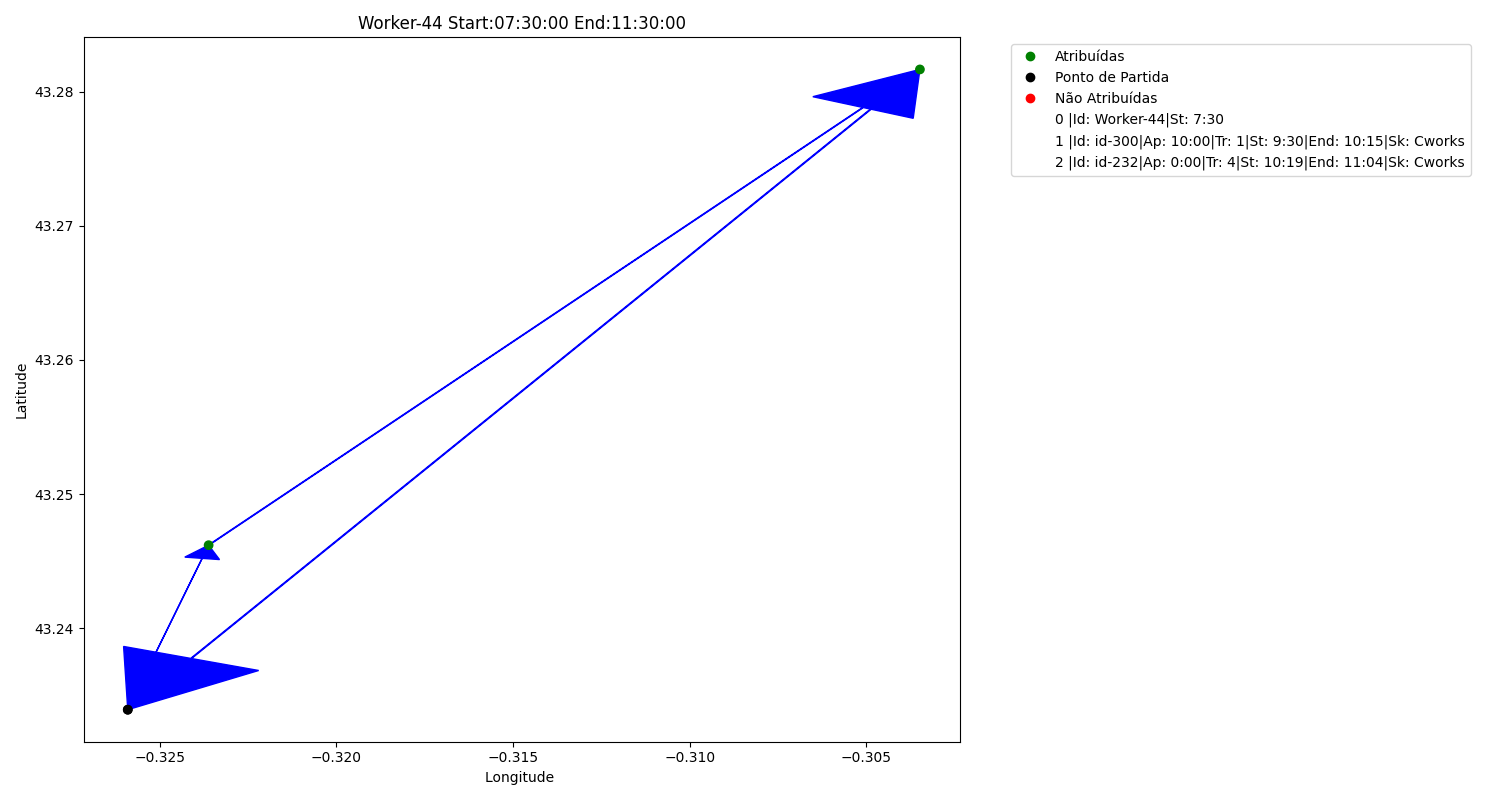 Worker-44 Start:07:30:00 End:11:30:00
Atribuídas
Ponto de Partida
Não Atribuídas
0 |Id: Worker-44|St: 7:30
1 |Id: id-300|Ap: 10:00|Tr: 1|St: 9:30|End: 10:15|Sk: Cworks
2 |Id: id-232|Ap: 0:00|Tr: 4|St: 10:19|End: 11:04|Sk: Cworks
43.28
43.27
43.26
43.25
43.24
Latitude
−0.325
−0.320
−0.315
−0.310
−0.305
Longitude